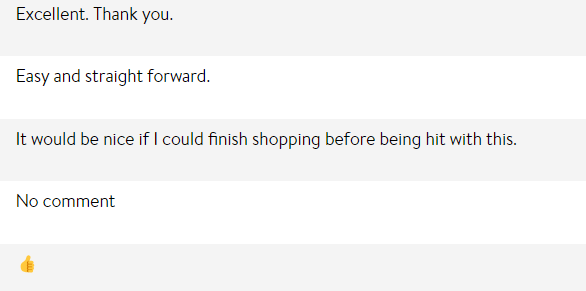 Excellent. Thank you.
Easy and straight forward.
It would be nice if I could finish shopping before being hit with this.
No comment
👍